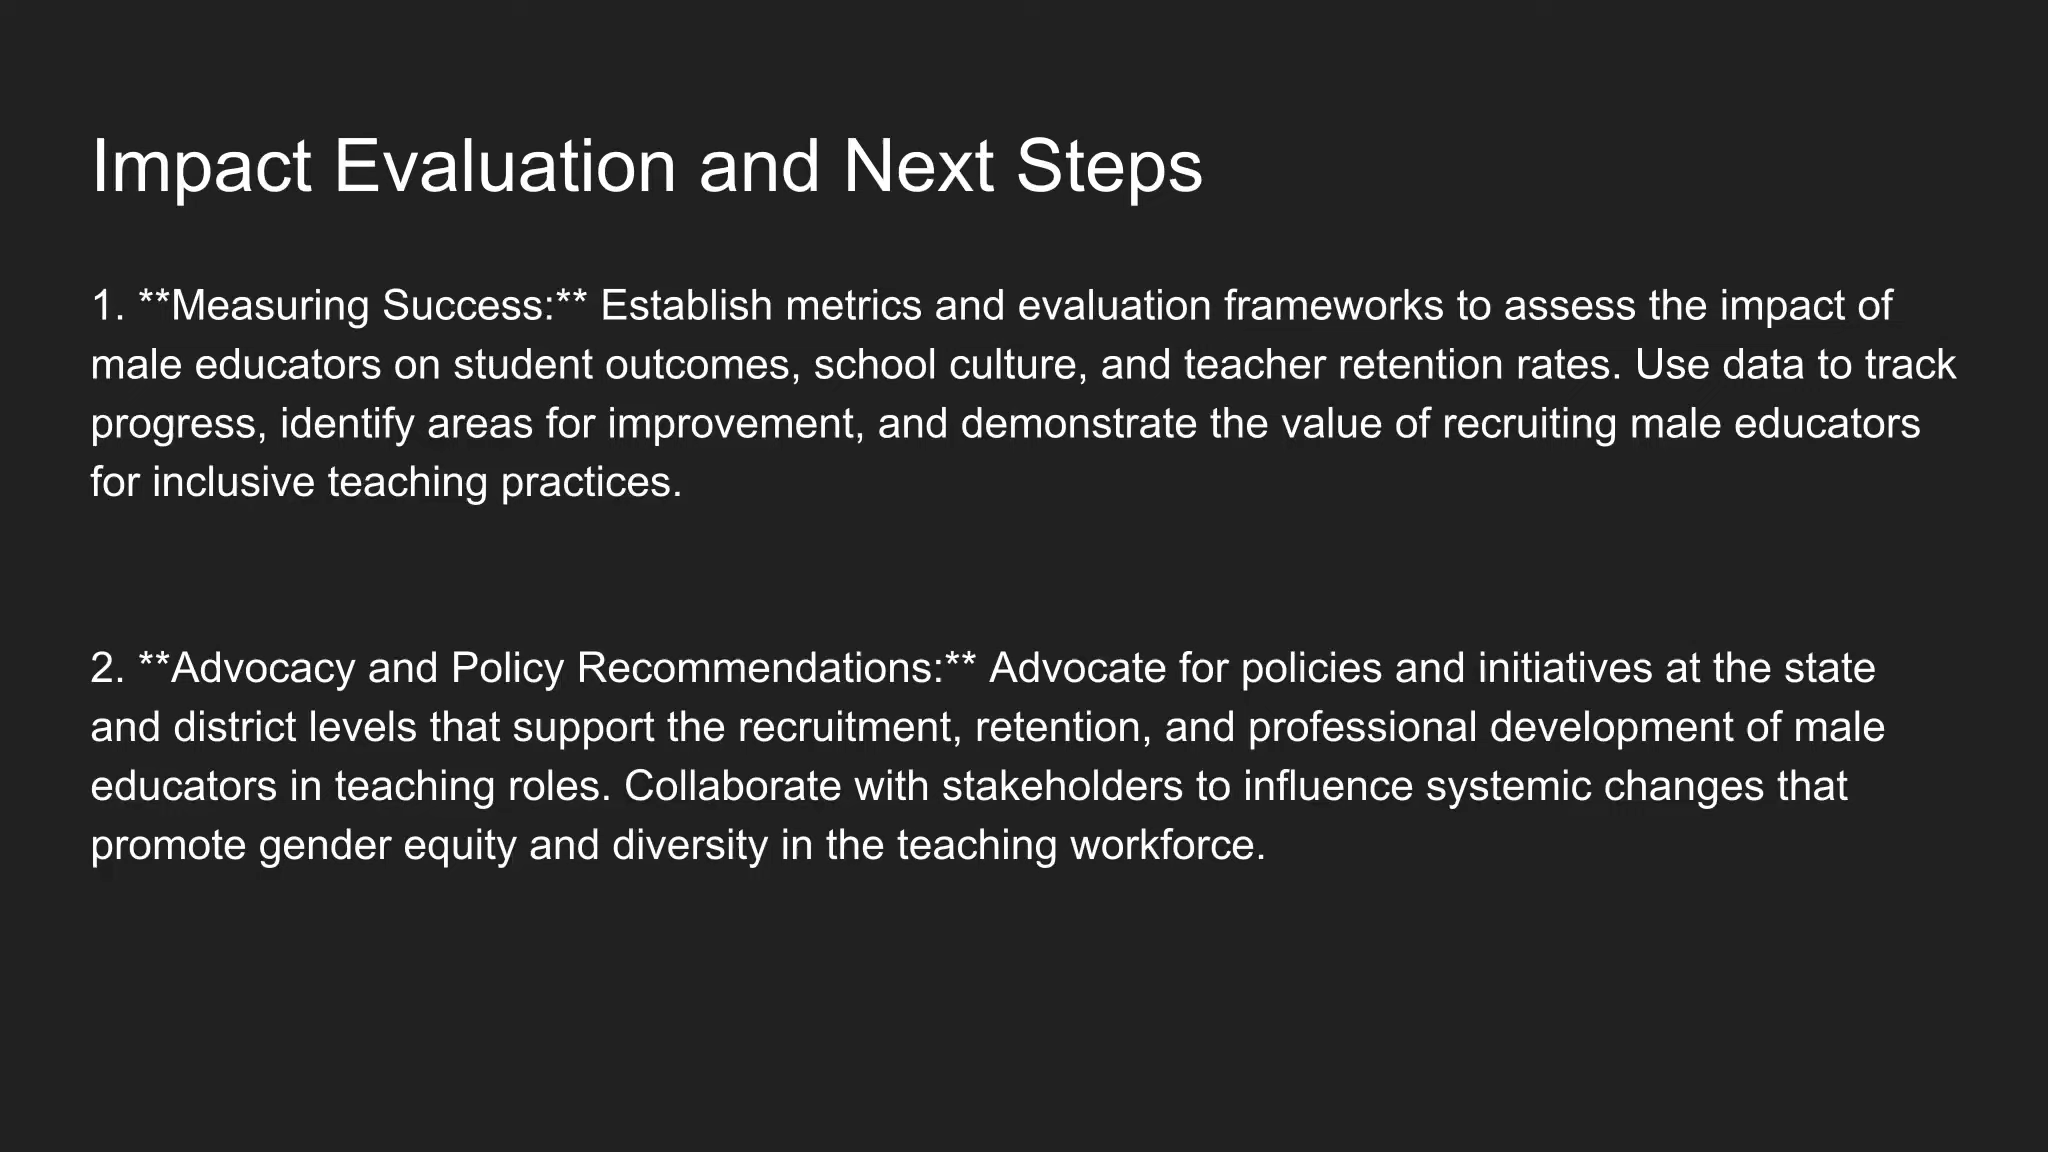 Impact Evaluation and Next Steps
1. **Measuring Success:** Establish metrics and evaluation frameworks to assess the impact of
male educators on student outcomes, school culture, and teacher retention rates. Use data to track
progress, identify areas for improvement, and demonstrate the value of recruiting male educators
for inclusive teaching practices.
2. **Advocacy and Policy Recommendations:** Advocate for policies and initiatives at the state
and district levels that support the recruitment, retention, and professional development of male
educators in teaching roles. Collaborate with stakeholders to influence systemic changes that
promote gender equity and diversity in the teaching workforce.